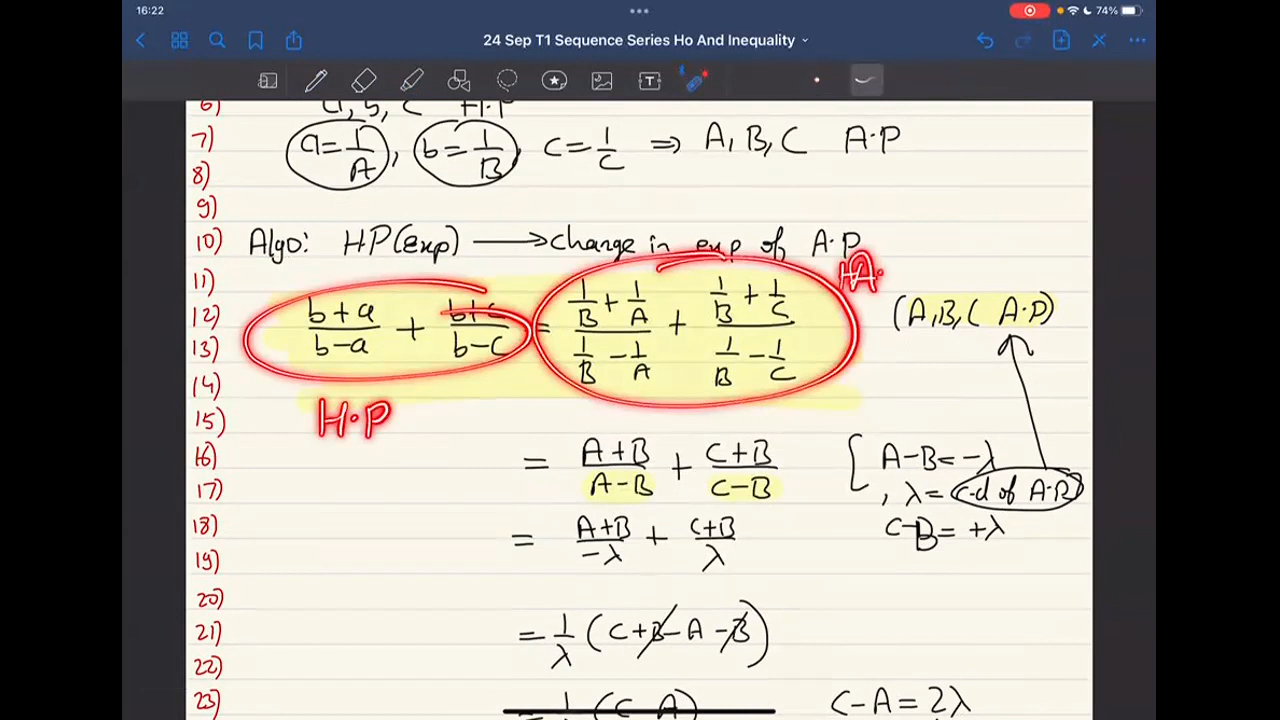 16:22
74%
24 Sep T1 Sequence Series Ho And Inequality
6) a, b, c H.P
7) a = 1/A, b = 1/B, c = 1/C ⇒ A, B, C A.P
8)
9)
10) Algo: HP(exp) → change in exp of A.P
11)
12) (b+a)/(b-a) + (b+c)/(b-c) = (1/B + 1/A)/(1/B - 1/A) + (1/B + 1/C)/(1/B - 1/C) (A,B,C A.P)
13)
14)
15) H.P
16) = (A+B)/(A-B) + (C+B)/(C-B) [ A-B = -λ
17) , λ = c.d of A.P
18) = (A+B)/(-λ) + (C+B)/λ C-B = +λ
19)
20)
21) = 1/λ (C+B-A-B)
22)
23) = 1/λ (C-A) C-A = 2λ